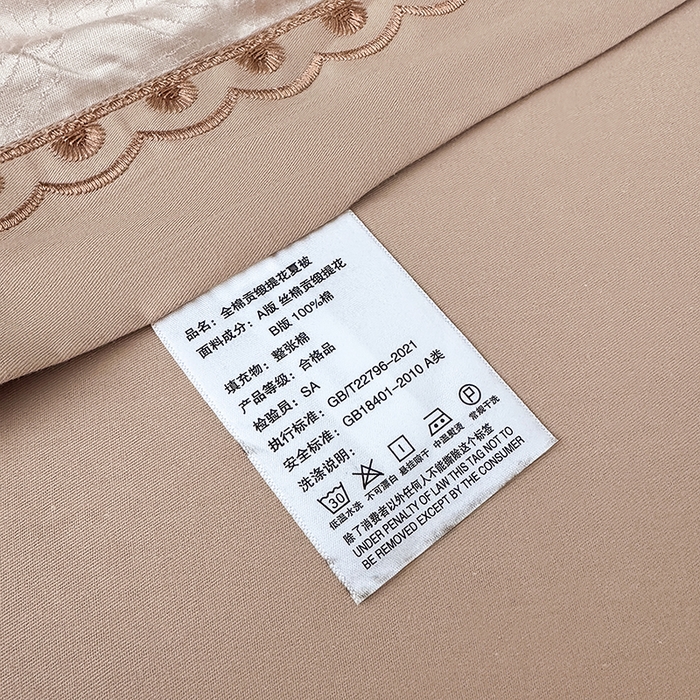 品名：全棉贡缎提花夏被
面料成分：A版 丝棉贡缎提花
B版 100%棉
填充物：整张棉
产品等级：合格品
检验员：SA
执行标准：GB/T22796-2021
安全标准：GB18401-2010 A类
洗涤说明：
30 P
低温水洗 不可漂白 悬挂晾干 中温熨烫 常规干洗
除了消费者以外任何人不能撕除这个标签
UNDER PENALTY OF LAW THIS TAG NOT TO
BE REMOVED EXCEPT BY THE CONSUMER